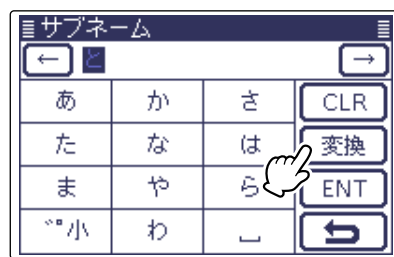 サブネーム
← と →
あ か さ CLR
た な は 変換
ま や ら ENT
゛゜小 わ ␣